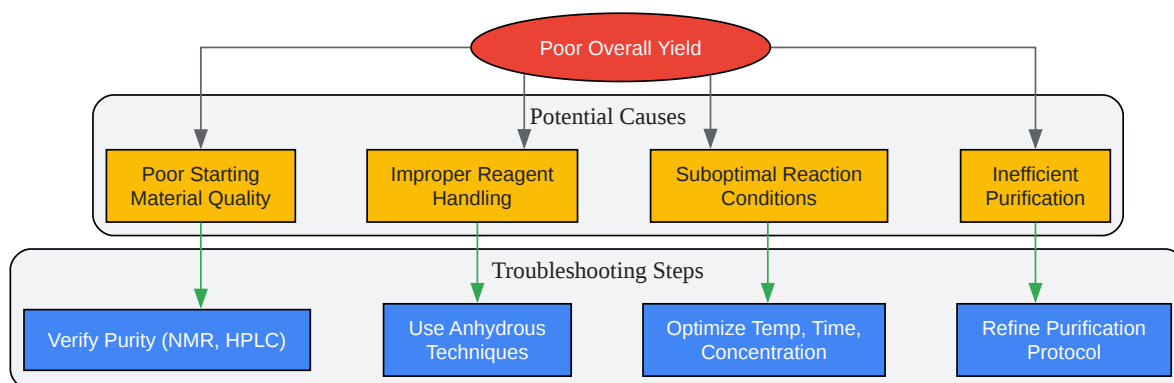 Poor Overall Yield
Potential Causes
Poor Starting
Material Quality
Improper Reagent
Handling
Suboptimal Reaction
Conditions
Inefficient
Purification
Troubleshooting Steps
Verify Purity (NMR, HPLC)
Use Anhydrous
Techniques
Optimize Temp, Time,
Concentration
Refine Purification
Protocol